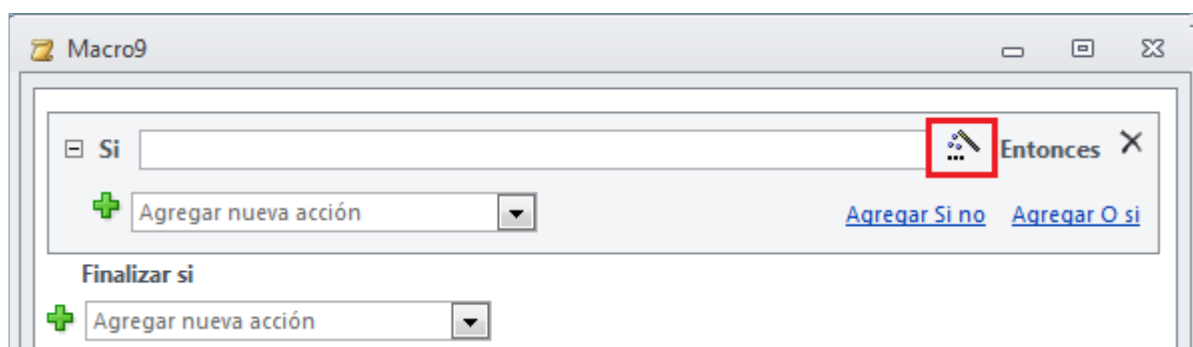 Macro9
Si Entonces
Agregar nueva acción Agregar Si no Agregar O si
Finalizar si
Agregar nueva acción